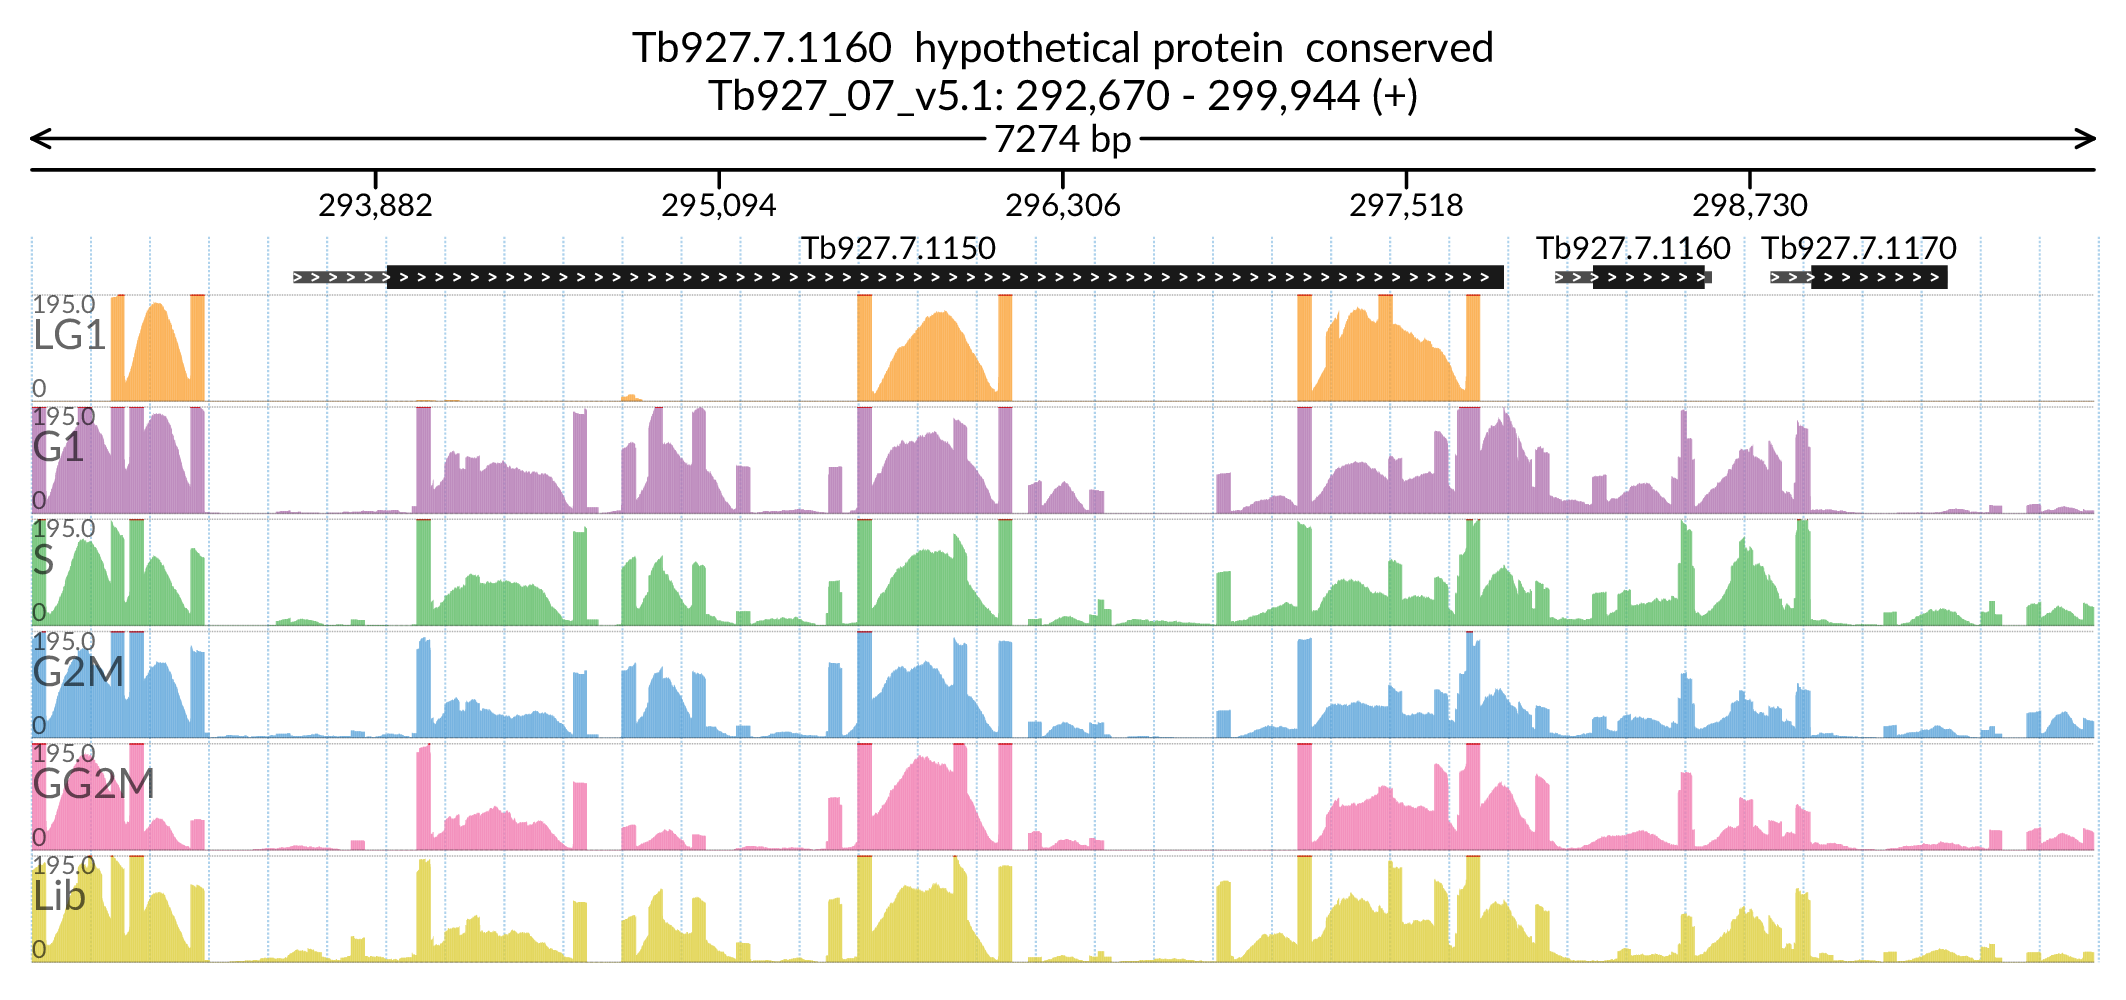 Tb927.7.1160 hypothetical protein conserved
Tb927_07_v5.1: 292,670 - 299,944 (+)
7274 bp
293,882 295,094 296,306 297,518 298,730
Tb927.7.1150 Tb927.7.1160 Tb927.7.1170
195.0
LG1
0
195.0
G1
0
195.0
S
0
195.0
G2M
0
195.0
GG2M
0
195.0
Lib
0